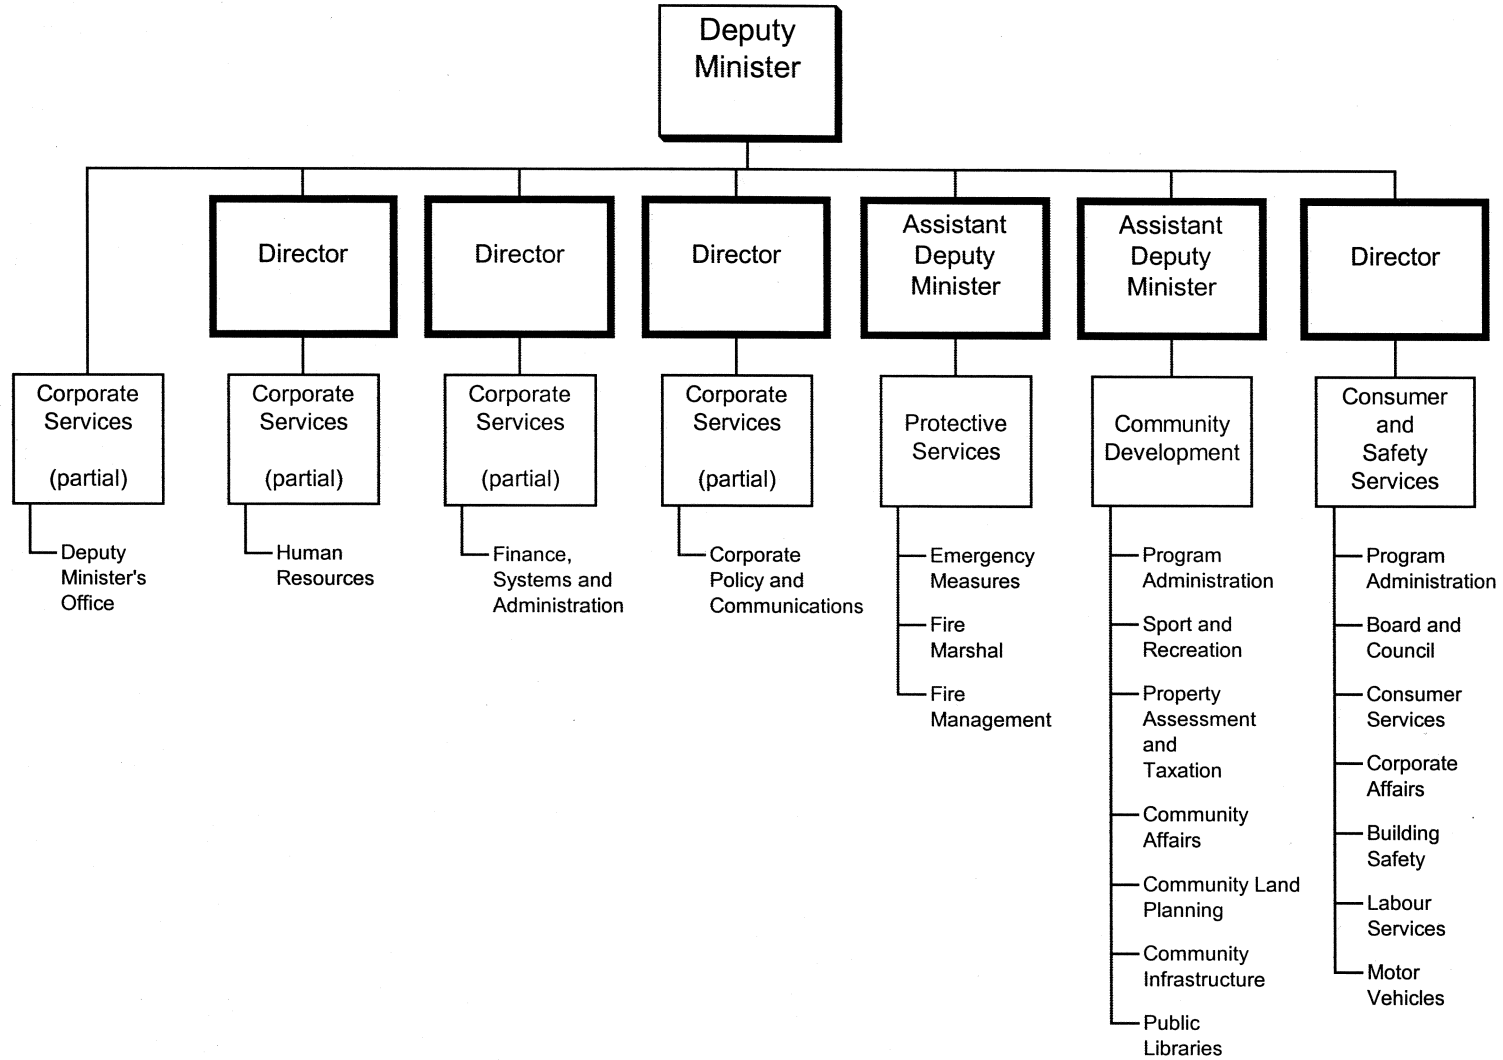 Deputy
Minister
Director
Director
Director
Assistant
Deputy
Minister
Assistant
Deputy
Minister
Director
Corporate
Services
(partial)
Corporate
Services
(partial)
Corporate
Services
(partial)
Corporate
Services
(partial)
Protective
Services
Community
Development
Consumer
and
Safety
Services
Deputy
Minister's
Office
Human
Resources
Finance,
Systems and
Administration
Corporate
Policy and
Communications
Emergency
Measures
Fire
Marshal
Fire
Management
Program
Administration
Sport and
Recreation
Property
Assessment
and
Taxation
Community
Affairs
Community Land
Planning
Community
Infrastructure
Public
Libraries
Program
Administration
Board and
Council
Consumer
Services
Corporate
Affairs
Building
Safety
Labour
Services
Motor
Vehicles